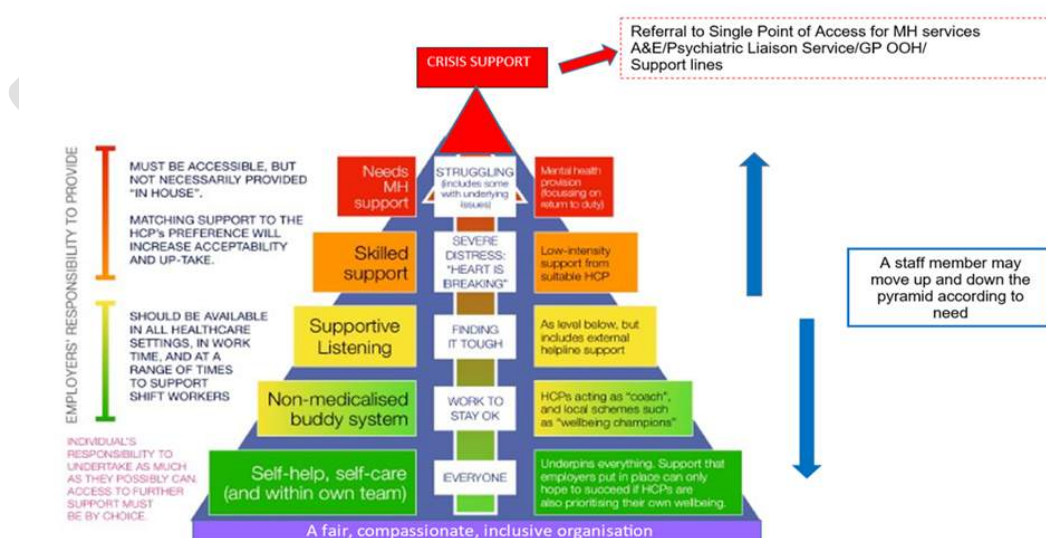 Referral to Single Point of Access for MH services
A&E/Psychiatric Liaison Service/GP OOH/
Support lines
CRISIS SUPPORT
EMPLOYERS' RESPONSIBILITY TO PROVIDE
MUST BE ACCESSIBLE, BUT
NOT NECESSARILY PROVIDED
"IN HOUSE".
MATCHING SUPPORT TO THE
HCP's PREFERENCE WILL
INCREASE ACCEPTABILITY
AND UP-TAKE.
Needs
MH
support
STRUGGLING
(includes some
with underlying
issues)
Mental health
provision
(focussing on
return to duty)
Skilled
support
SEVERE
DISTRESS:
"HEART IS
BREAKING"
Low-intensity
support from
suitable HCP
A staff member may
move up and down the
pyramid according to
need
SHOULD BE AVAILABLE
IN ALL HEALTHCARE
SETTINGS, IN WORK
TIME, AND AT A
RANGE OF TIMES
TO SUPPORT
SHIFT WORKERS
Supportive
Listening
FINDING
IT TOUGH
As level below, but
includes external
helpline support
Non-medicalised
buddy system
WORK TO
STAY OK
HCPs acting as "coach",
and local schemes such
as "wellbeing champions"
INDIVIDUAL'S
RESPONSIBILITY TO
UNDERTAKE AS MUCH
AS THEY POSSIBLY CAN.
ACCESS TO FURTHER
SUPPORT MUST
BE BY CHOICE.
Self-help, self-care
(and within own team)
EVERYONE
Underpins everything. Support that
employers put in place can only
hope to succeed if HCPs are
also prioritising their own wellbeing.
A fair, compassionate, inclusive organisation